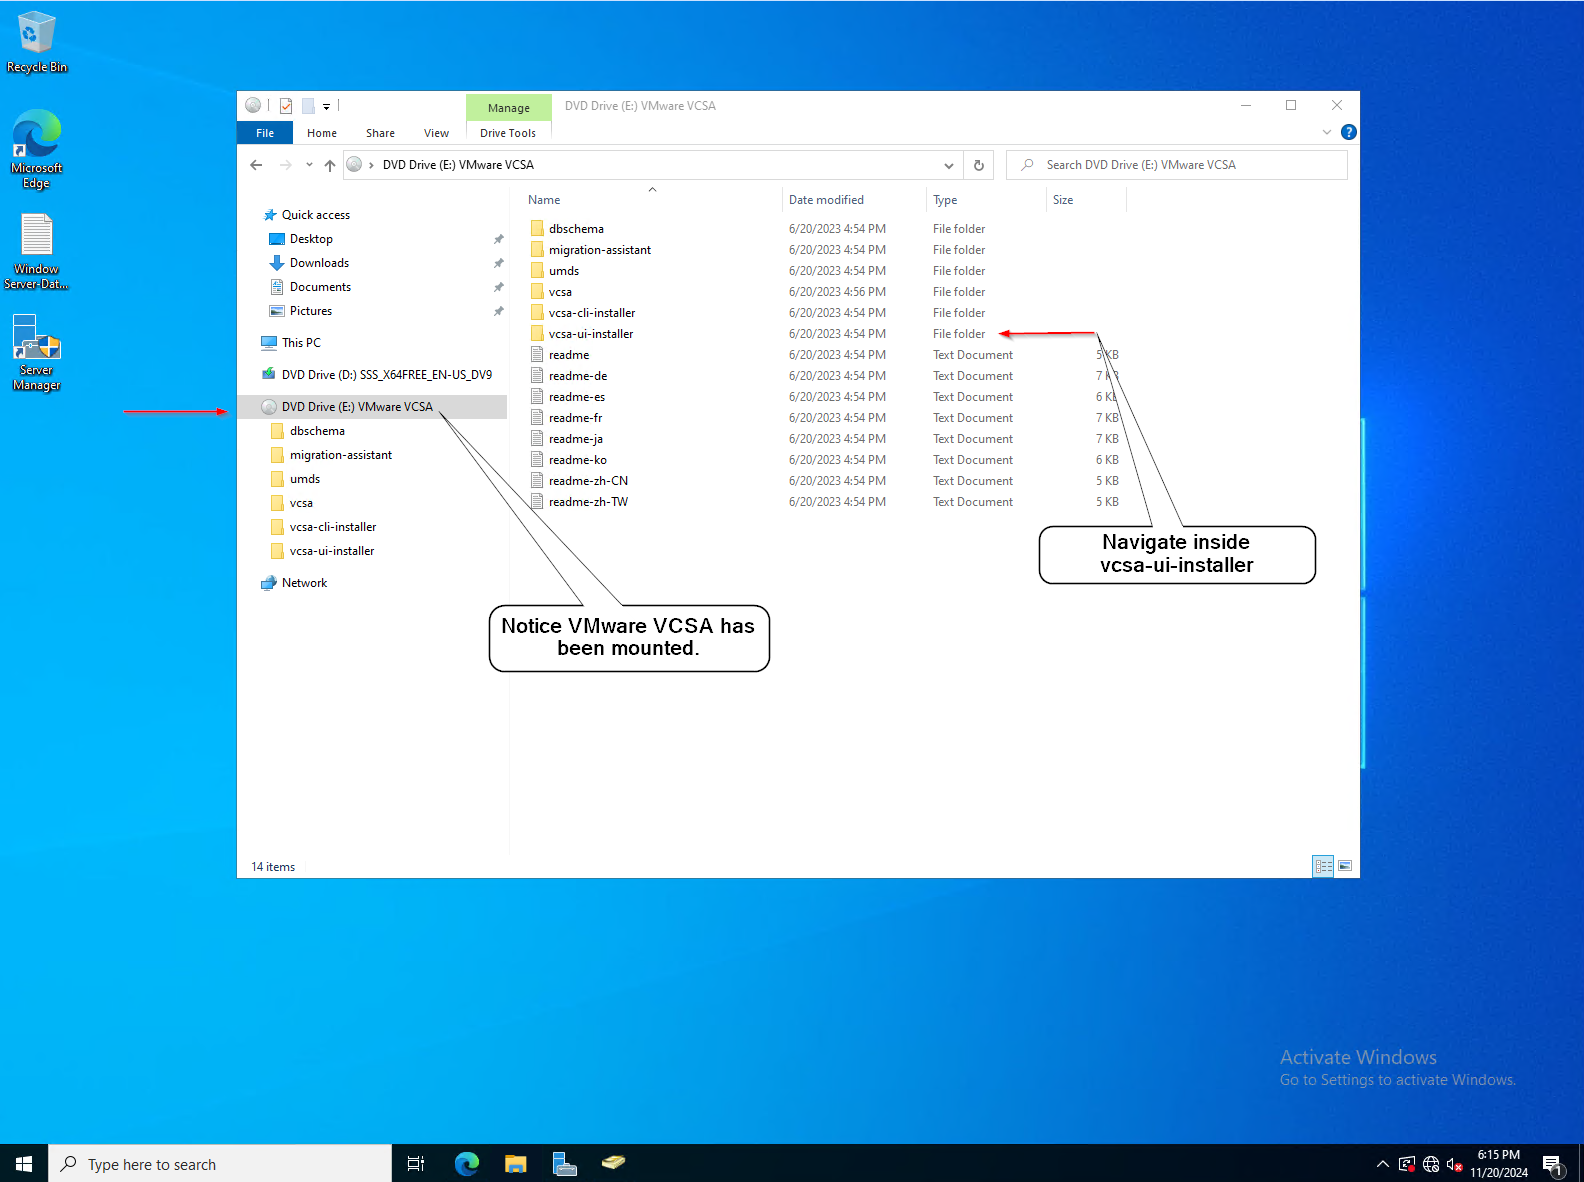 Recycle Bin
Microsoft
Edge
Window
Server-Dat...
Server
Manager
Manage
DVD Drive (E:) VMware VCSA
File
Home
Share
View
Drive Tools
DVD Drive (E:) VMware VCSA
Search DVD Drive (E:) VMware VCSA
Quick access
Desktop
Downloads
Documents
Pictures
This PC
DVD Drive (D:) SSS_X64FREE_EN-US_DV9
DVD Drive (E:) VMware VCSA
dbschema
migration-assistant
umds
vcsa
vcsa-cli-installer
vcsa-ui-installer
Network
Name Date modified Type Size
dbschema 6/20/2023 4:54 PM File folder
migration-assistant 6/20/2023 4:54 PM File folder
umds 6/20/2023 4:54 PM File folder
vcsa 6/20/2023 4:56 PM File folder
vcsa-cli-installer 6/20/2023 4:54 PM File folder
vcsa-ui-installer 6/20/2023 4:54 PM File folder
readme 6/20/2023 4:54 PM Text Document 5 KB
readme-de 6/20/2023 4:54 PM Text Document 7 KB
readme-es 6/20/2023 4:54 PM Text Document 6 KB
readme-fr 6/20/2023 4:54 PM Text Document 7 KB
readme-ja 6/20/2023 4:54 PM Text Document 7 KB
readme-ko 6/20/2023 4:54 PM Text Document 6 KB
readme-zh-CN 6/20/2023 4:54 PM Text Document 5 KB
readme-zh-TW 6/20/2023 4:54 PM Text Document 5 KB
Navigate inside
vcsa-ui-installer
Notice VMware VCSA has
been mounted.
14 items
Activate Windows
Go to Settings to activate Windows.
Type here to search
6:15 PM
11/20/2024
1